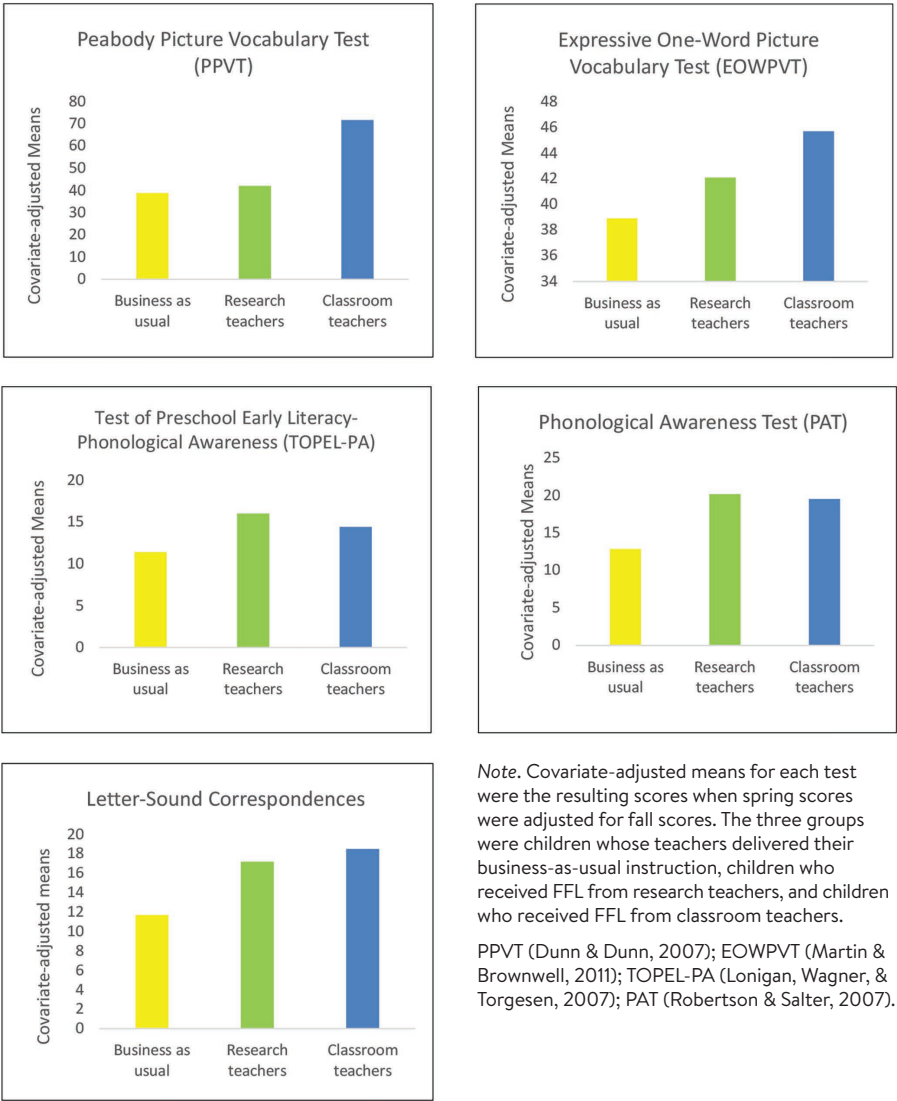 Peabody Picture Vocabulary Test
(PPVT)
Covariate-adjusted Means
80
70
60
50
40
30
20
10
0
Business as
usual
Research
teachers
Classroom
teachers
Expressive One-Word Picture
Vocabulary Test (EOWPVT)
Covariate-adjusted Means
48
46
44
42
40
38
36
34
Business as
usual
Research
teachers
Classroom
teachers
Test of Preschool Early Literacy-
Phonological Awareness (TOPEL-PA)
Covariate-adjusted Means
20
15
10
5
0
Business as
usual
Research
teachers
Classroom
teachers
Phonological Awareness Test (PAT)
Covariate-adjusted Means
25
20
15
10
5
0
Business as
usual
Research
teachers
Classroom
teachers
Letter-Sound Correspondences
Covariate-adjusted means
20
18
16
14
12
10
8
6
4
2
0
Business as
usual
Research
teachers
Classroom
teachers
Note. Covariate-adjusted means for each test
were the resulting scores when spring scores
were adjusted for fall scores. The three groups
were children whose teachers delivered their
business-as-usual instruction, children who
received FFL from research teachers, and children
who received FFL from classroom teachers.
PPVT (Dunn & Dunn, 2007); EOWPVT (Martin &
Brownwell, 2011); TOPEL-PA (Lonigan, Wagner, &
Torgesen, 2007); PAT (Robertson & Salter, 2007).